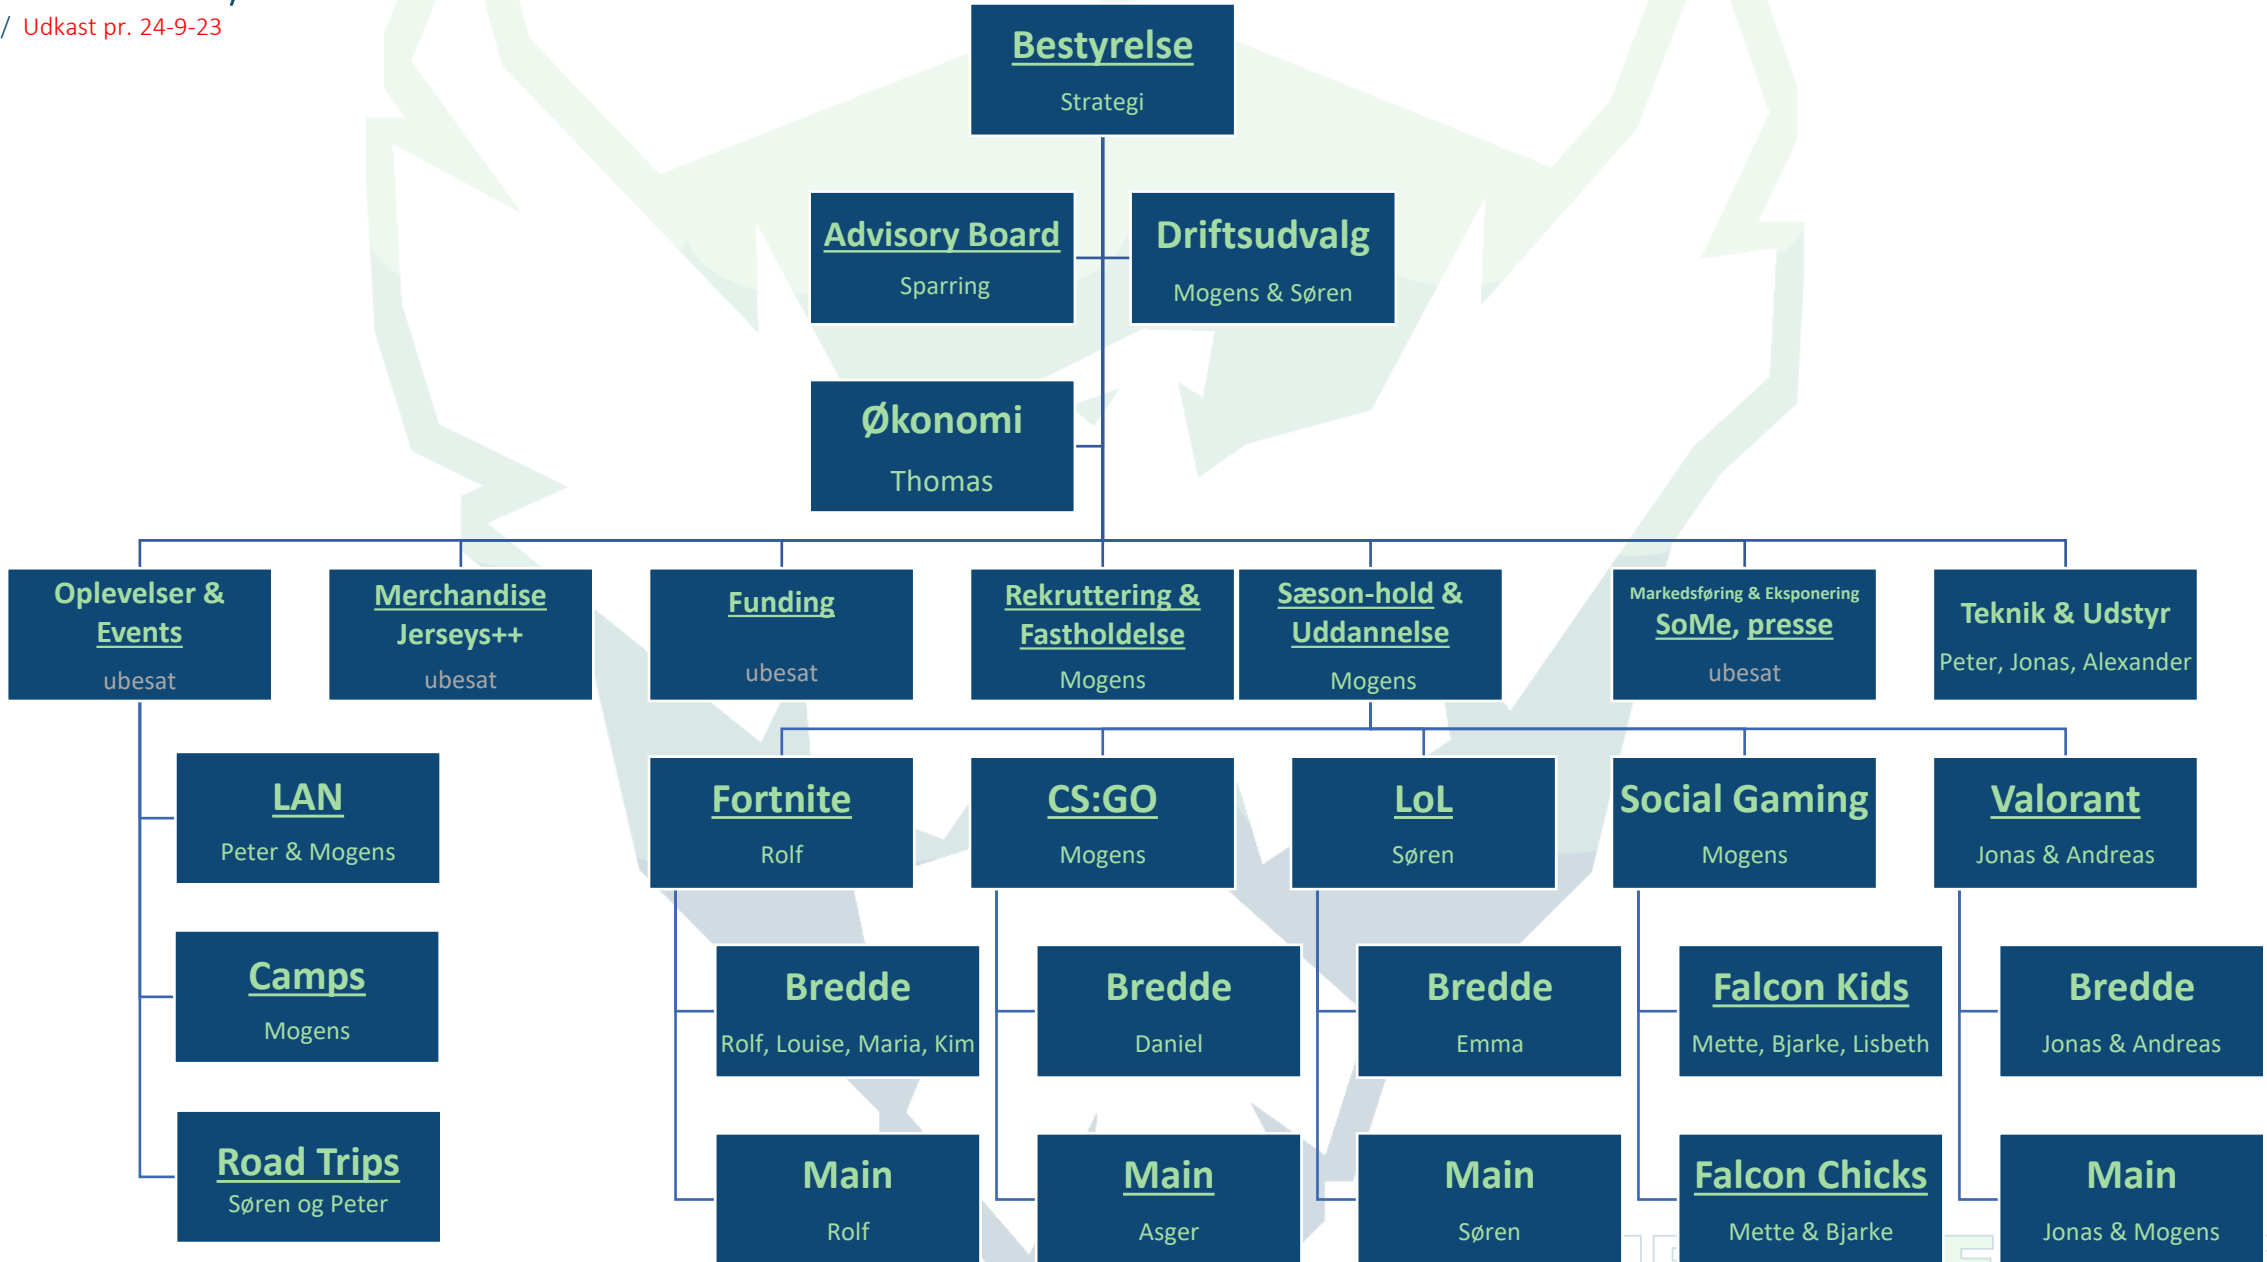 / Udkast pr. 24-9-23
Bestyrelse
Strategi
Advisory Board
Sparring
Driftsudvalg
Mogens & Søren
Økonomi
Thomas
Oplevelser &
Events
ubesat
Merchandise
Jerseys++
ubesat
Funding
ubesat
Rekruttering &
Fastholdelse
Mogens
Sæson-hold &
Uddannelse
Mogens
Markedsføring & Eksponering
SoMe, presse
ubesat
Teknik & Udstyr
Peter, Jonas, Alexander
LAN
Peter & Mogens
Camps
Mogens
Road Trips
Søren og Peter
Fortnite
Rolf
CS:GO
Mogens
LoL
Søren
Social Gaming
Mogens
Valorant
Jonas & Andreas
Bredde
Rolf, Louise, Maria, Kim
Bredde
Daniel
Bredde
Emma
Falcon Kids
Mette, Bjarke, Lisbeth
Bredde
Jonas & Andreas
Main
Rolf
Main
Asger
Main
Søren
Falcon Chicks
Mette & Bjarke
Main
Jonas & Mogens